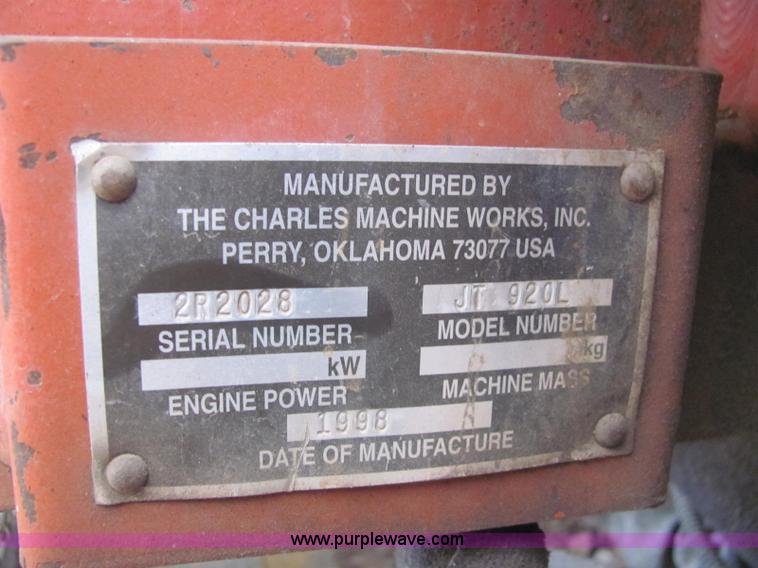 MANUFACTURED BY
THE CHARLES MACHINE WORKS, INC.
PERRY, OKLAHOMA 73077 USA
2R2028 JT 920L
SERIAL NUMBER MODEL NUMBER
kW kg
ENGINE POWER MACHINE MASS
1998
DATE OF MANUFACTURE
www.purplewave.com